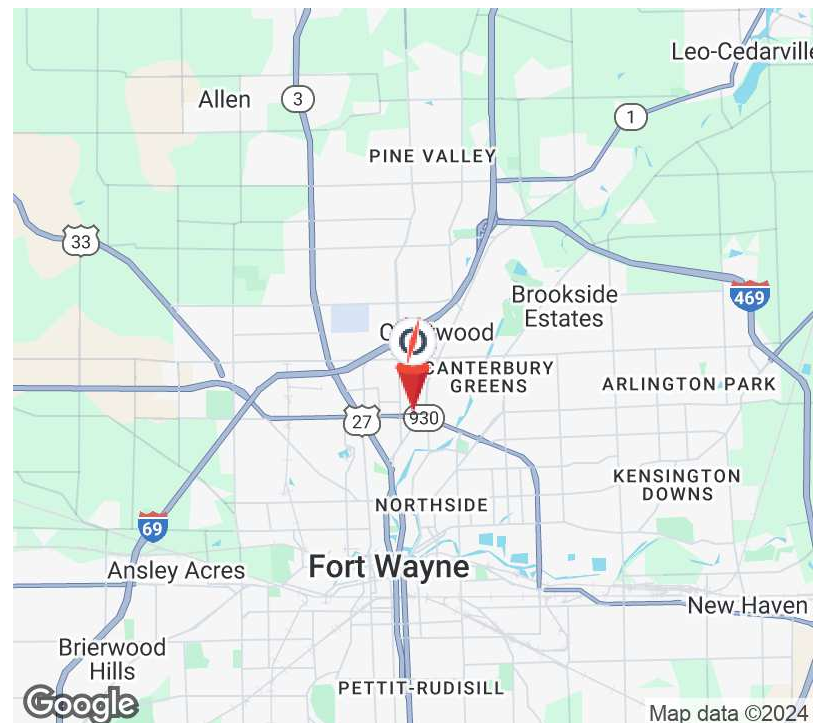 Leo-Cedarville
Allen
3
1
PINE VALLEY
33
469
Brookside
Estates
CANTERBURY
GREENS
ARLINGTON PARK
27
930
KENSINGTON
DOWNS
NORTHSIDE
69
Fort Wayne
Ansley Acres
New Haven
Brierwood
Hills
PETTIT-RUDISILL
Google
Map data ©2024